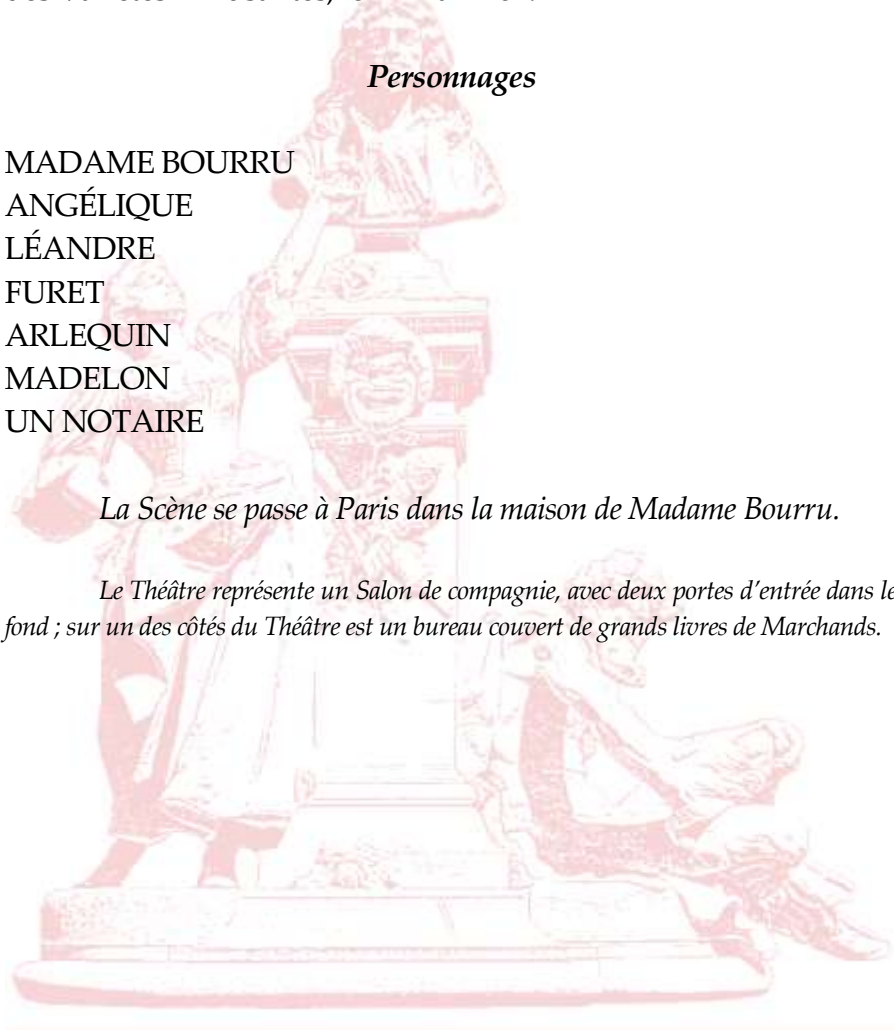 Personnages
MADAME BOURRU
ANGÉLIQUE
LÉANDRE
FURET
ARLEQUIN
MADELON
UN NOTAIRE
La Scène se passe à Paris dans la maison de Madame Bourru.
Le Théâtre représente un Salon de compagnie, avec deux portes d'entrée dans le
fond ; sur un des côtés du Théâtre est un bureau couvert de grands livres de Marchands.